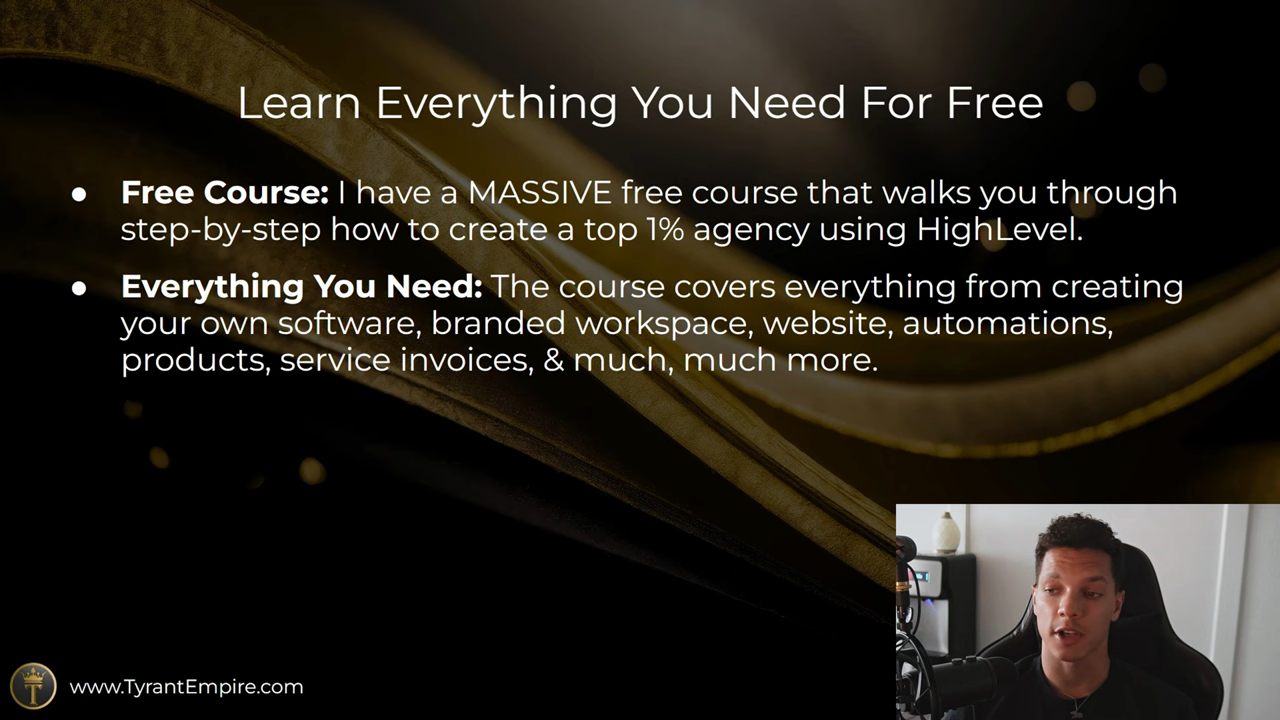 Learn Everything You Need For Free
● Free Course: I have a MASSIVE free course that walks you through
step-by-step how to create a top 1% agency using HighLevel.
● Everything You Need: The course covers everything from creating
your own software, branded workspace, website, automations,
products, service invoices, & much, much more.
T
www.TyrantEmpire.com